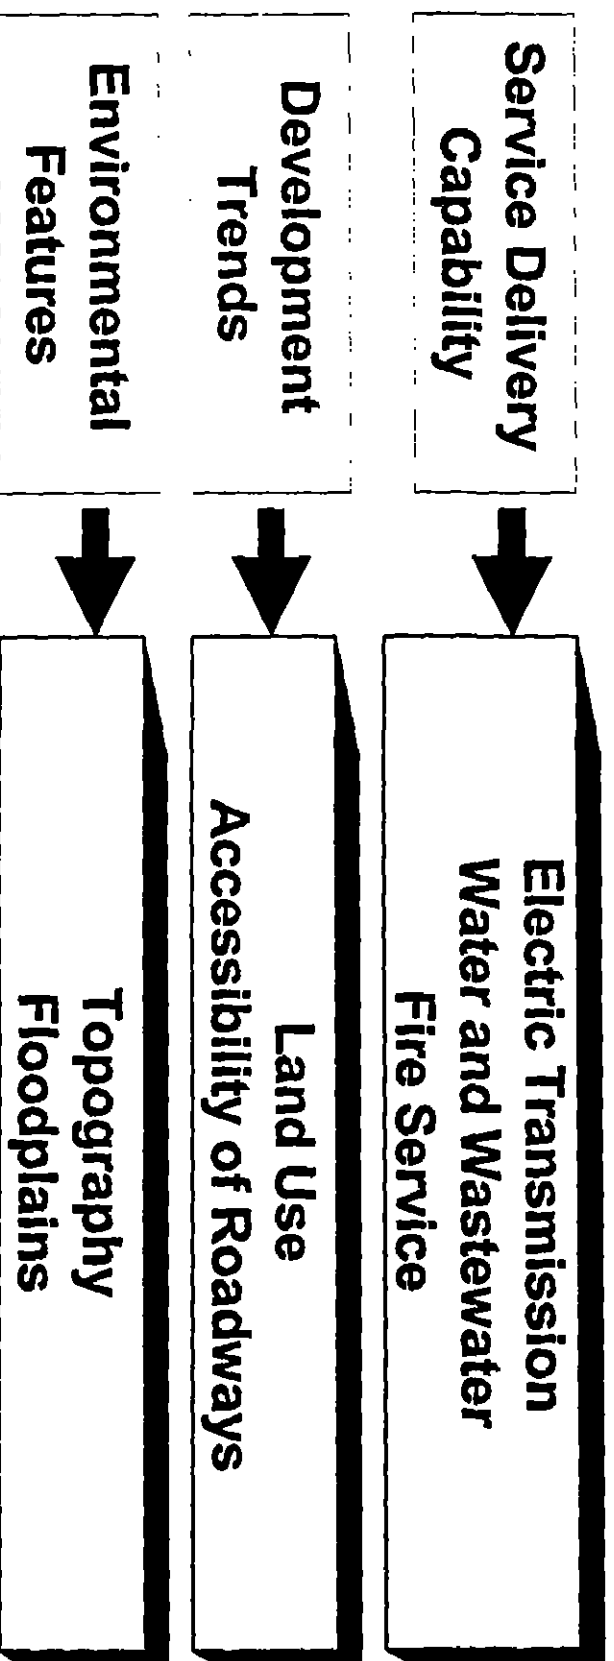 Service Delivery
Capability
Electric Transmission
Water and Wastewater
Fire Service
Development
Trends
Land Use
Accessibility of Roadways
Environmental
Features
Topography
Floodplains